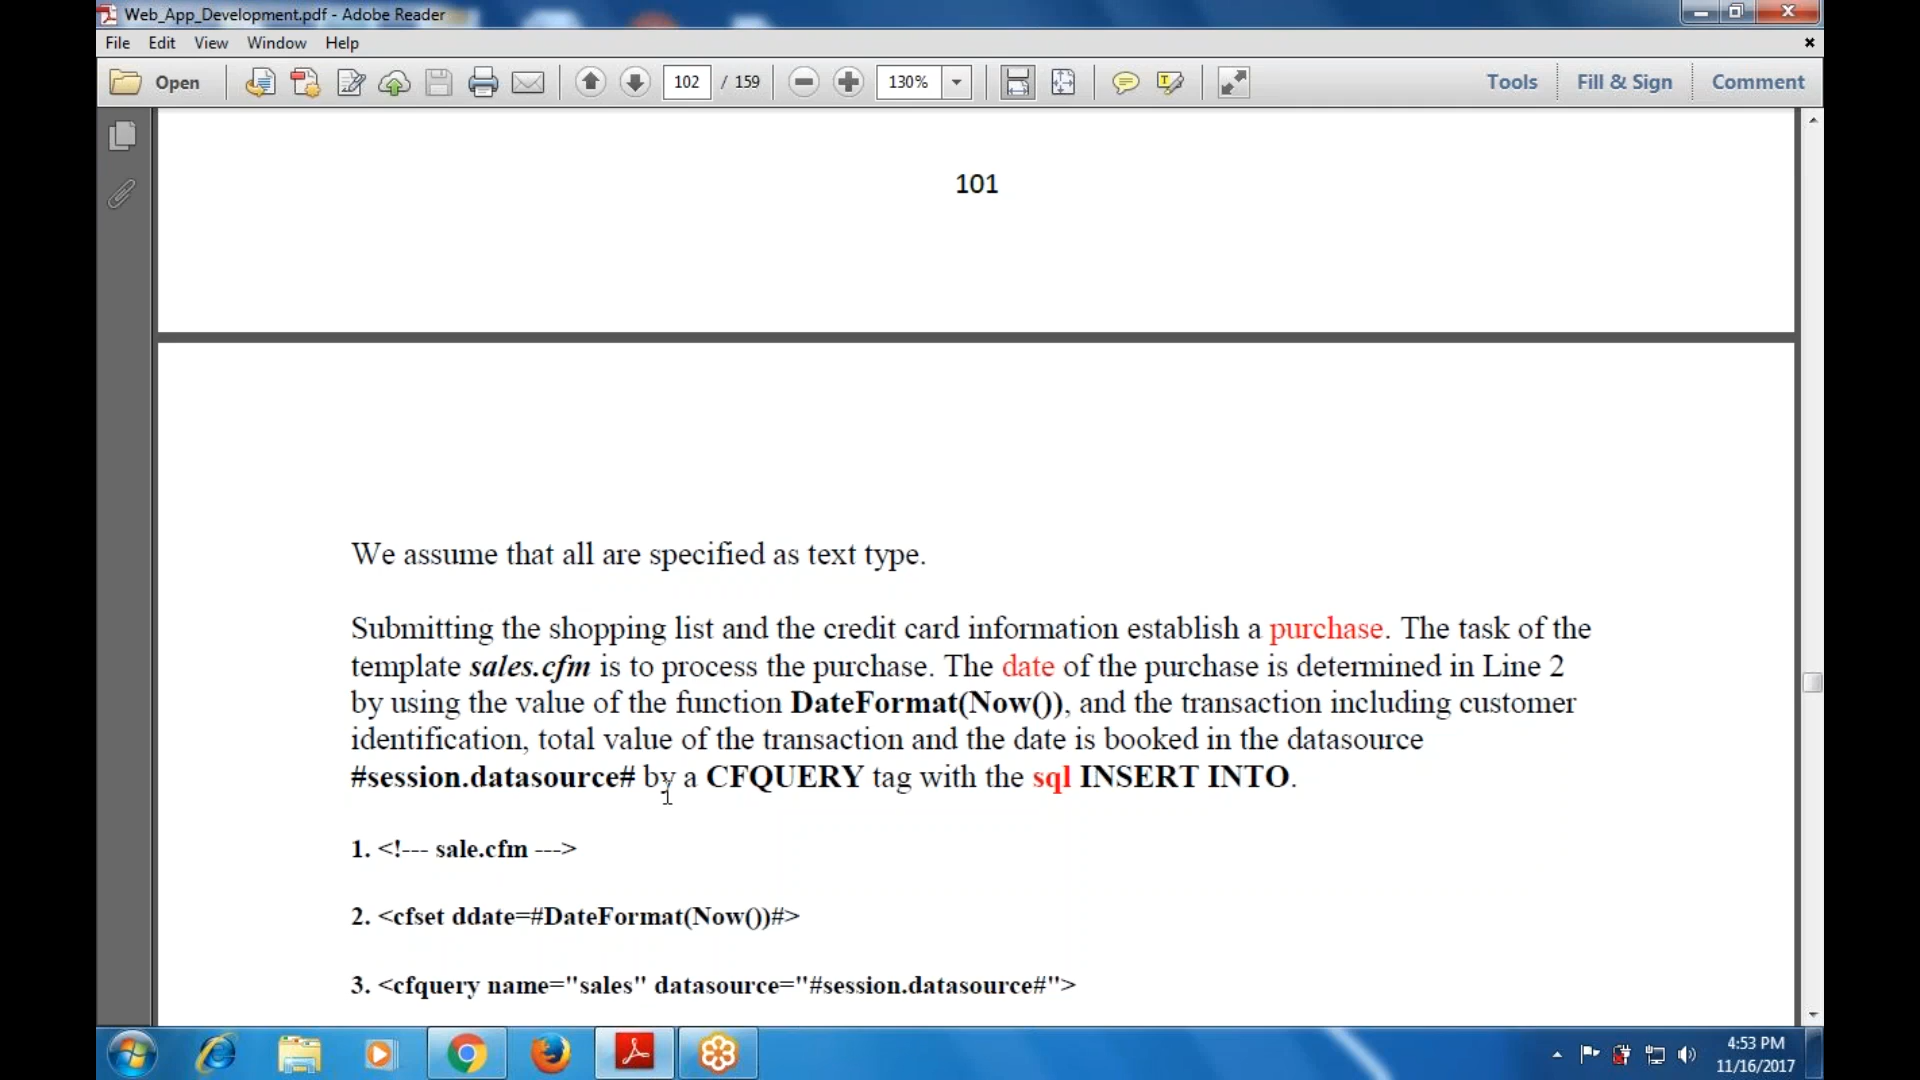 Web_App_Development.pdf - Adobe Reader
File Edit View Window Help
Open 102 / 159 130% Tools Fill & Sign Comment
101
We assume that all are specified as text type.
Submitting the shopping list and the credit card information establish a purchase. The task of the
template sales.cfm is to process the purchase. The date of the purchase is determined in Line 2
by using the value of the function DateFormat(Now()), and the transaction including customer
identification, total value of the transaction and the date is booked in the datasource
#session.datasource# by a CFQUERY tag with the sql INSERT INTO.
1. <!--- sale.cfm --->
2. <cfset ddate=#DateFormat(Now())#>
3. <cfquery name="sales" datasource="#session.datasource#">
4:53 PM
11/16/2017